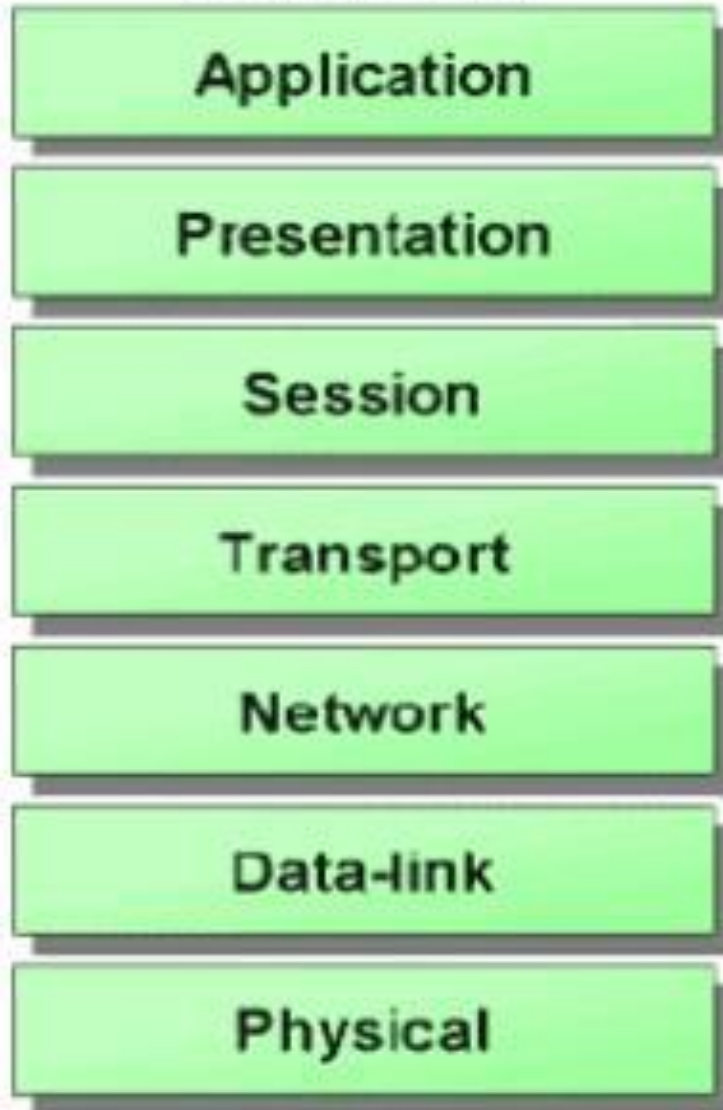 Application
Presentation
Session
Transport
Network
Data-link
Physical